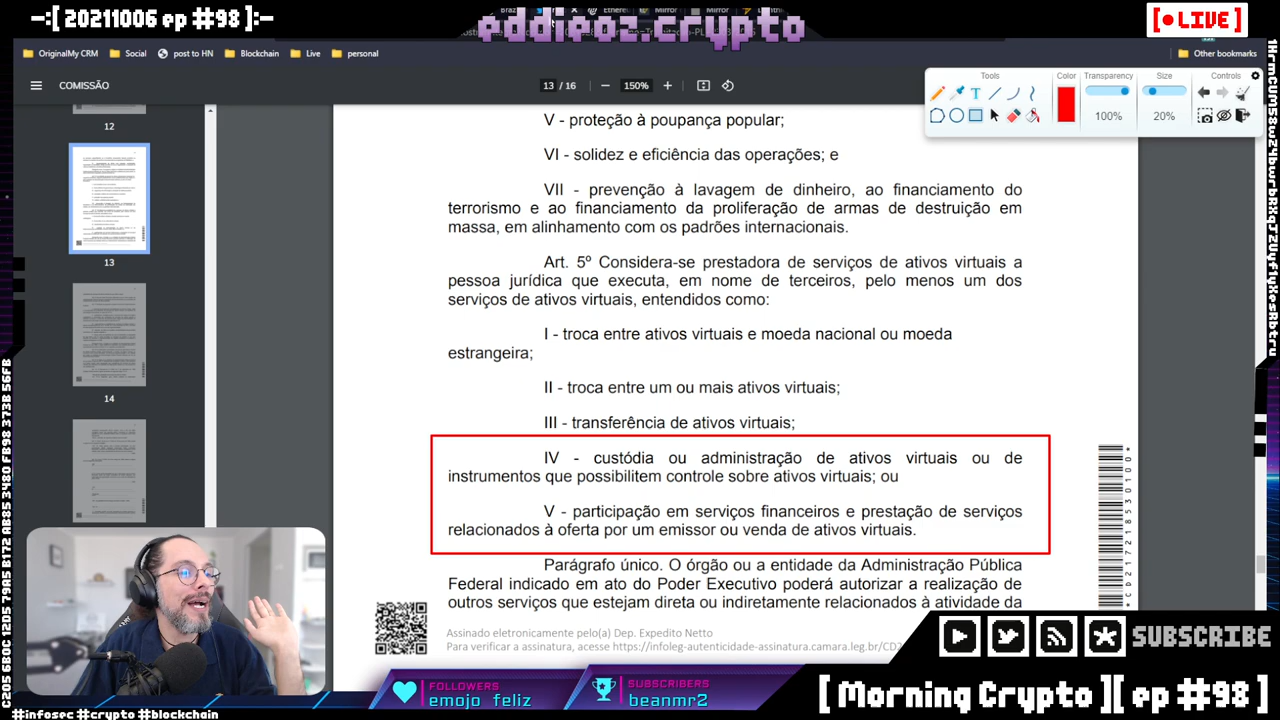 -:[ 20211006 ep #98 ]:-
eddieoz.crypto
[●LIVE]
OriginalMy CRM
Social
post to HN
Blockchain
Live
personal
Other bookmarks
COMISSÃO
13 / 16
150%
Tools
Color
Transparency
Size
Controls
100%
20%
12
13
14
V - proteção à poupança popular;
VI - solidez e eficiência das operações; e
VII - prevenção à lavagem de dinheiro, ao financiamento do
terrorismo e ao financiamento da proliferação de armas de destruição em
massa, em alinhamento com os padrões internacionais.
Art. 5º Considera-se prestadora de serviços de ativos virtuais a
pessoa jurídica que executa, em nome de terceiros, pelo menos um dos
serviços de ativos virtuais, entendidos como:
I - troca entre ativos virtuais e moeda nacional ou moeda
estrangeira;
II - troca entre um ou mais ativos virtuais;
III - transferência de ativos virtuais;
IV - custódia ou administração de ativos virtuais ou de
instrumentos que possibilitem controle sobre ativos virtuais; ou
V - participação em serviços financeiros e prestação de serviços
relacionados à oferta por um emissor ou venda de ativos virtuais.
Parágrafo único. O órgão ou a entidade da Administração Pública
Federal indicado em ato do Poder Executivo poderá autorizar a realização de
outros serviços que estejam direta ou indiretamente relacionados à atividade da
Assinado eletronicamente pelo(a) Dep. Expedito Netto
Para verificar a assinatura, acesse https://infoleg-autenticidade-assinatura.camara.leg.br/CD2
SUBSCRIBE
FOLLOWERS
emojo_feliz
SUBSCRIBERS
beanmr2
[ Morning Crypto ][ ep #98 ]
#infosec #crypto #blockchain